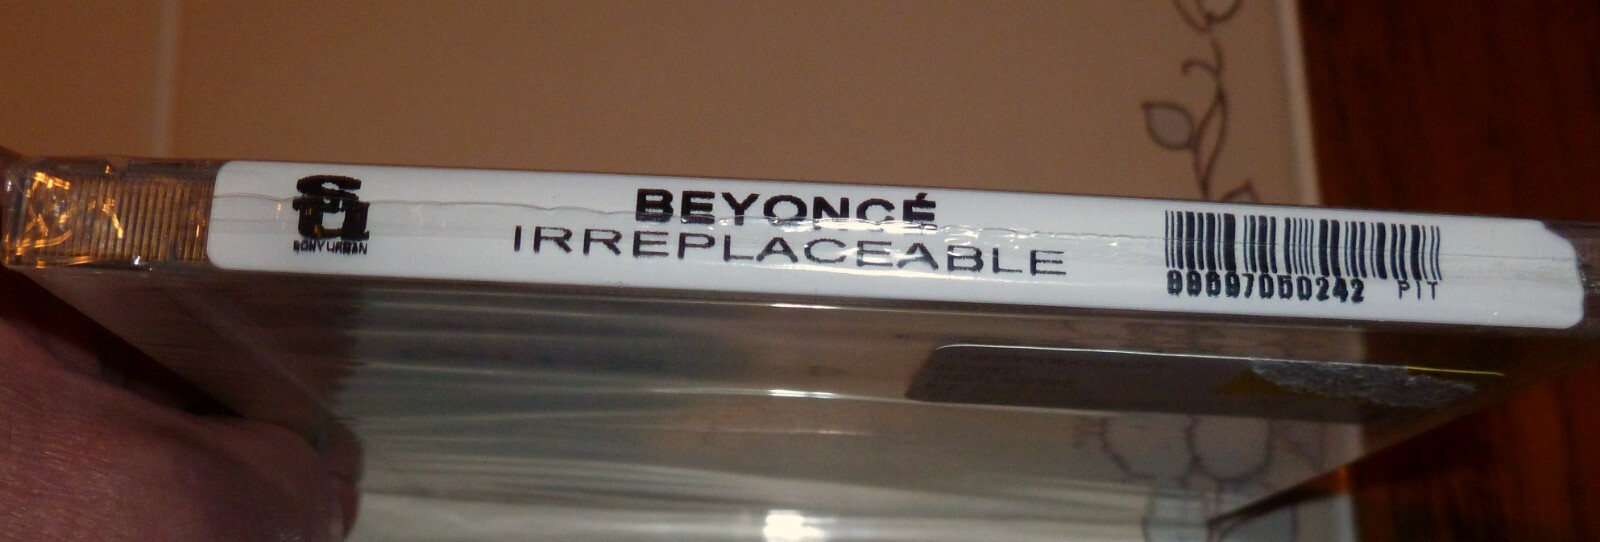 SU
SONY URBAN
BEYONCÉ
IRREPLACEABLE
88697050242 PIT